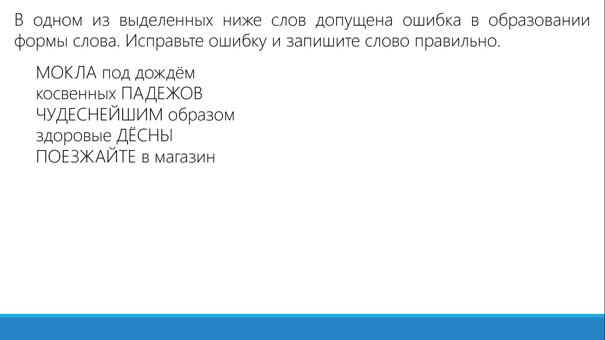 В одном из выделенных ниже слов допущена ошибка в образовании
формы слова. Исправьте ошибку и запишите слово правильно.
МОКЛА под дождём
косвенных ПАДЕЖОВ
ЧУДЕСНЕЙШИМ образом
здоровые ДЁСНЫ
ПОЕЗЖАЙТЕ в магазин